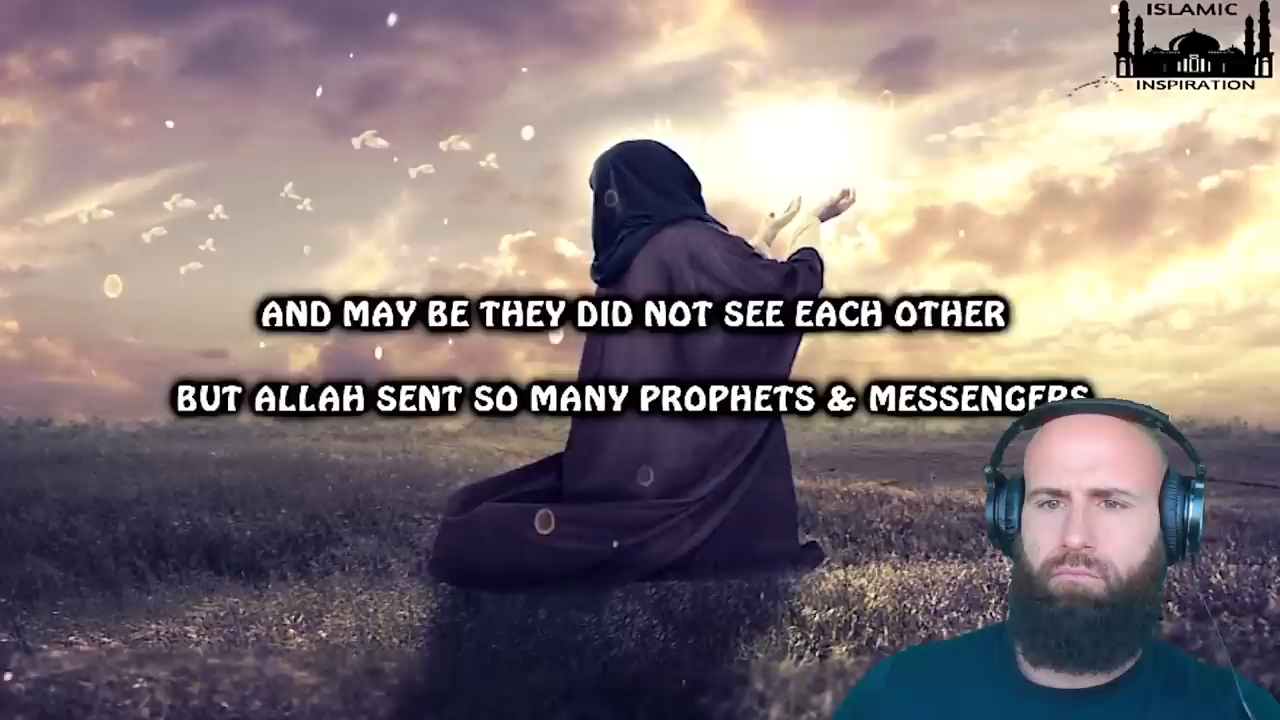 ISLAMIC
INSPIRATION
AND MAY BE THEY DID NOT SEE EACH OTHER
BUT ALLAH SENT SO MANY PROPHETS & MESSENGERS